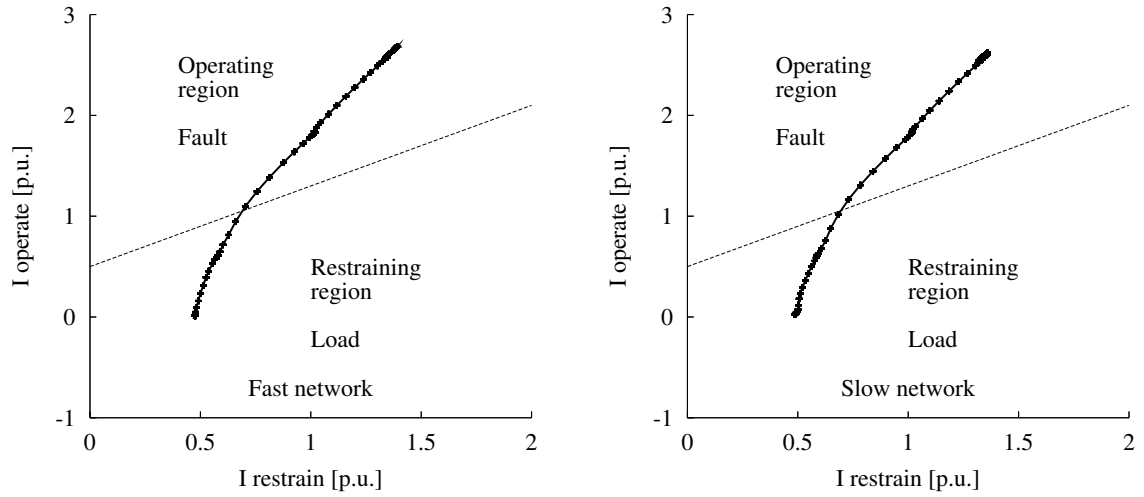 3
2
1
0
-1
0
0.5
1
1.5
2
I operate [p.u.]
I restrain [p.u.]
Operating
region
Fault
Restraining
region
Load
Fast network
3
2
1
0
-1
0
0.5
1
1.5
2
I operate [p.u.]
I restrain [p.u.]
Operating
region
Fault
Restraining
region
Load
Slow network